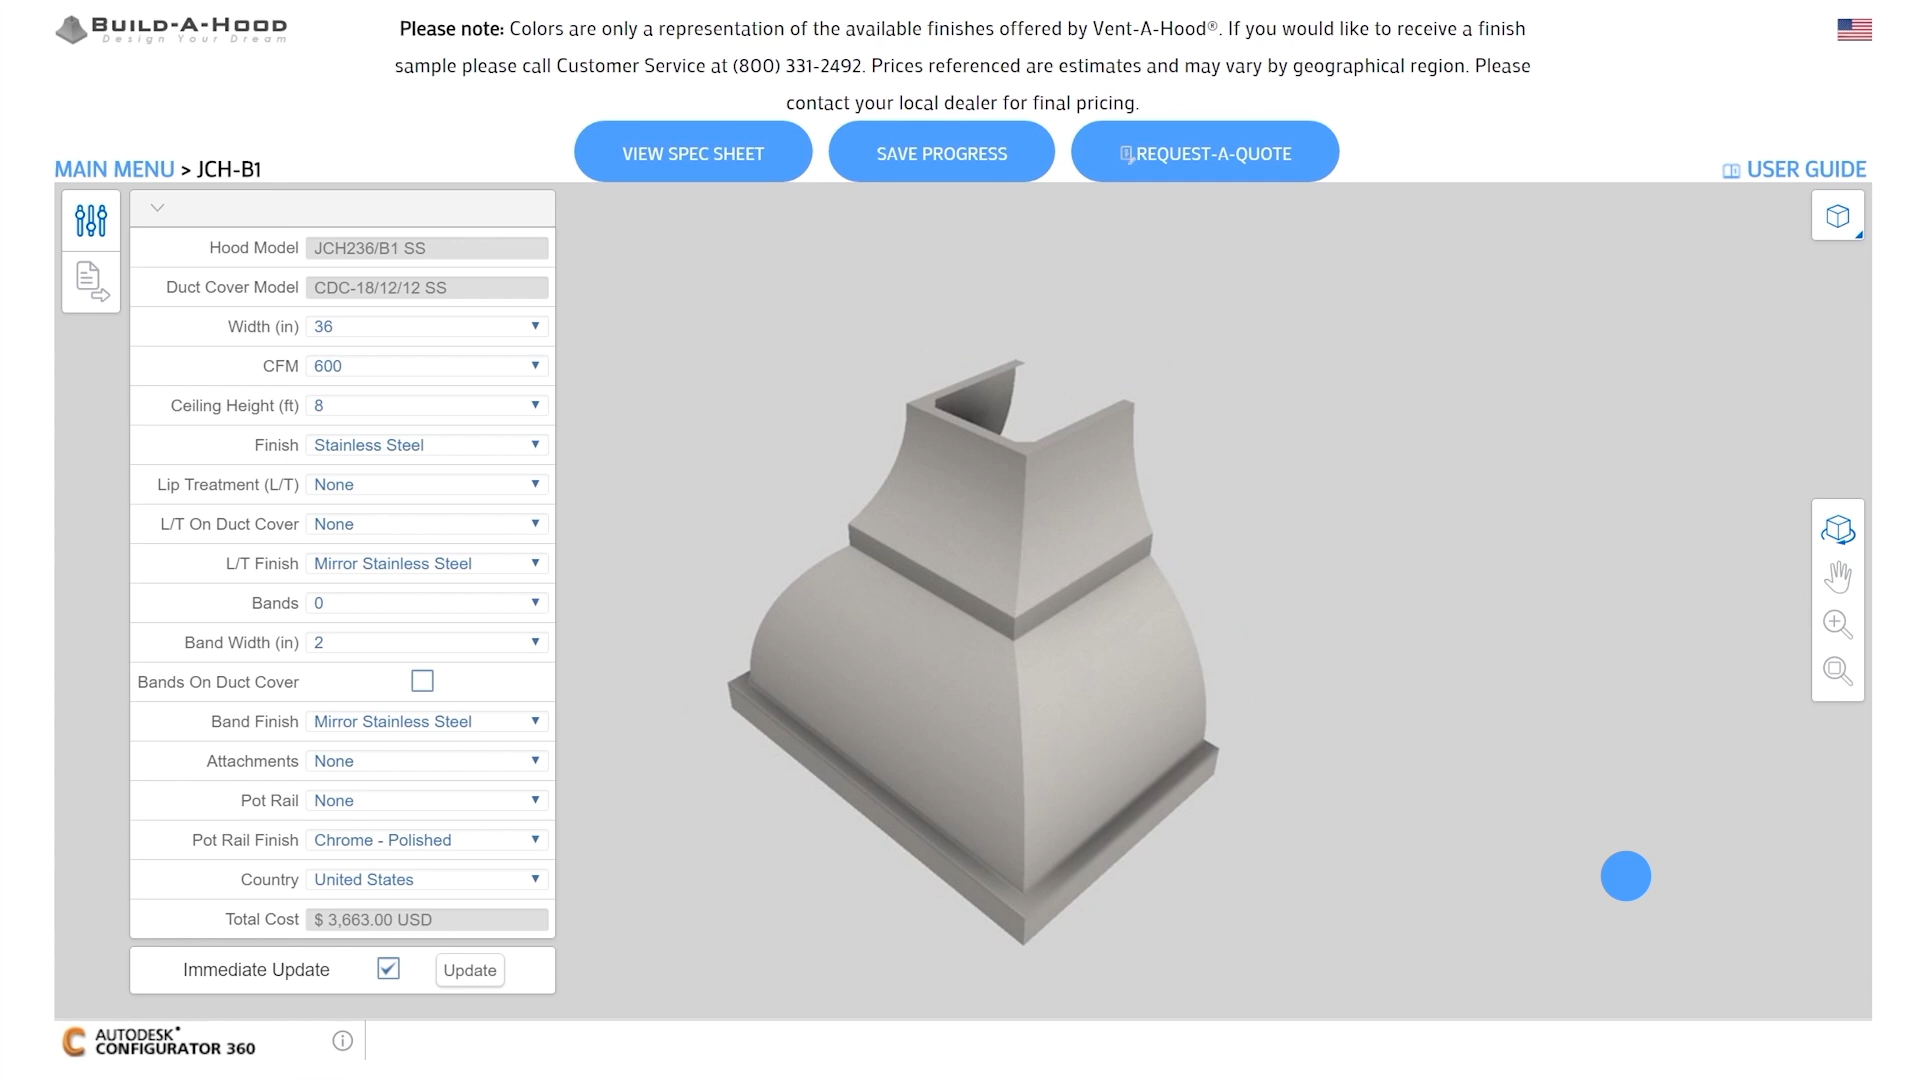 BUILD-A-HOOD
Design Your Dream
Please note: Colors are only a representation of the available finishes offered by Vent-A-Hood®. If you would like to receive a finish
sample please call Customer Service at (800) 331-2492. Prices referenced are estimates and may vary by geographical region. Please
contact your local dealer for final pricing.
VIEW SPEC SHEET
SAVE PROGRESS
REQUEST-A-QUOTE
MAIN MENU > JCH-B1
USER GUIDE
Hood Model JCH236/B1 SS
Duct Cover Model CDC-18/12/12 SS
Width (in) 36
CFM 600
Ceiling Height (ft) 8
Finish Stainless Steel
Lip Treatment (L/T) None
L/T On Duct Cover None
L/T Finish Mirror Stainless Steel
Bands 0
Band Width (in) 2
Bands On Duct Cover
Band Finish Mirror Stainless Steel
Attachments None
Pot Rail None
Pot Rail Finish Chrome - Polished
Country United States
Total Cost $ 3,663.00 USD
Immediate Update Update
AUTODESK®
CONFIGURATOR 360